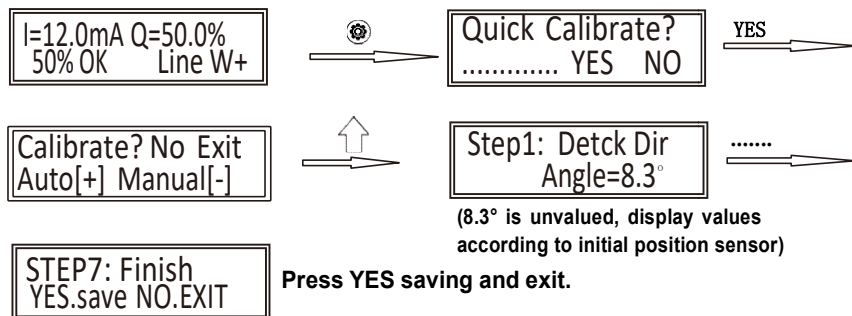 I=12.0mA Q=50.0%
50% OK Line W+
Quick Calibrate?
............. YES NO
YES
Calibrate? No Exit
Auto[+] Manual[-]
Step1: Detck Dir
Angle=8.3°
.......
(8.3° is unvalued, display values
according to initial position sensor)
STEP7: Finish
YES.save NO.EXIT
Press YES saving and exit.